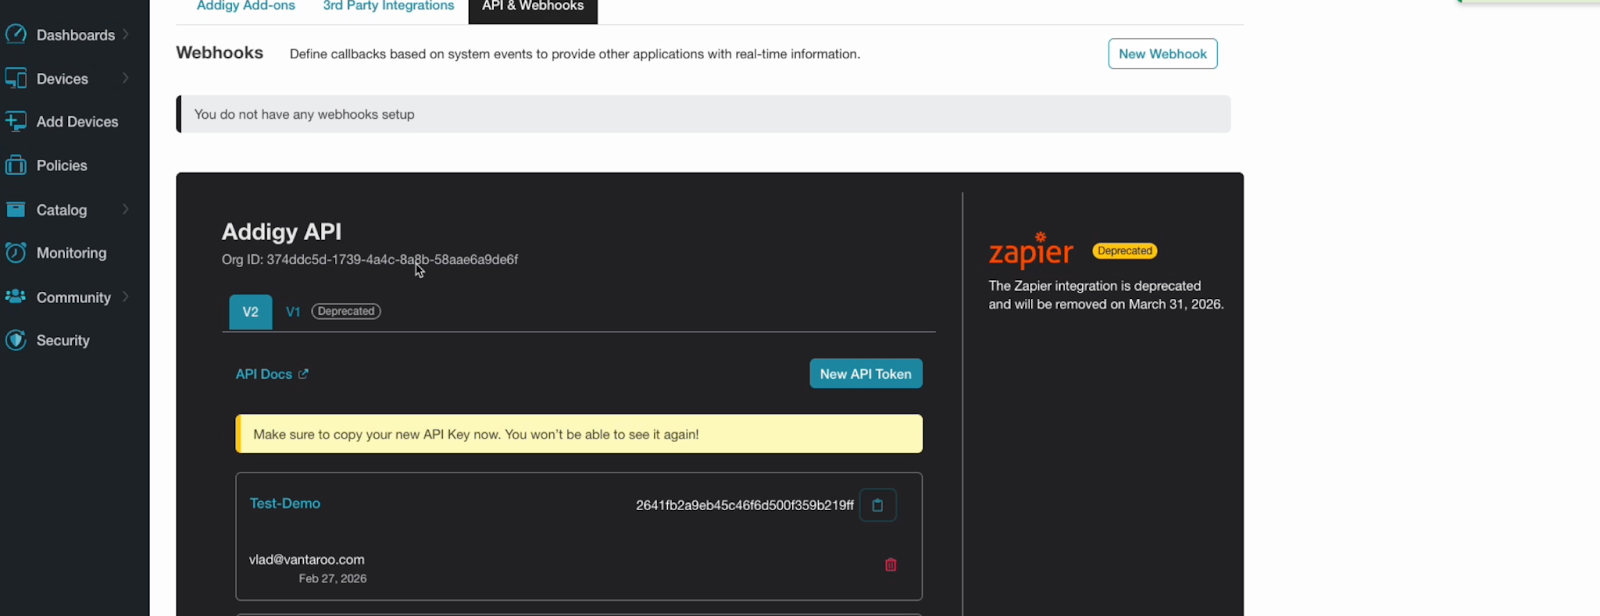 Addigy Add-ons
3rd Party Integrations
API & Webhooks
Dashboards
Devices
Add Devices
Policies
Catalog
Monitoring
Community
Security
Webhooks
Define callbacks based on system events to provide other applications with real-time information.
New Webhook
You do not have any webhooks setup
Addigy API
Org ID: 374ddc5d-1739-4a4c-8a8b-58aae6a9de6f
V2
V1
Deprecated
API Docs
New API Token
Make sure to copy your new API Key now. You won't be able to see it again!
Test-Demo
2641fb2a9eb45c46f6d500f359b219ff
vlad@vantaroo.com
Feb 27, 2026
zapier
Deprecated
The Zapier integration is deprecated
and will be removed on March 31, 2026.